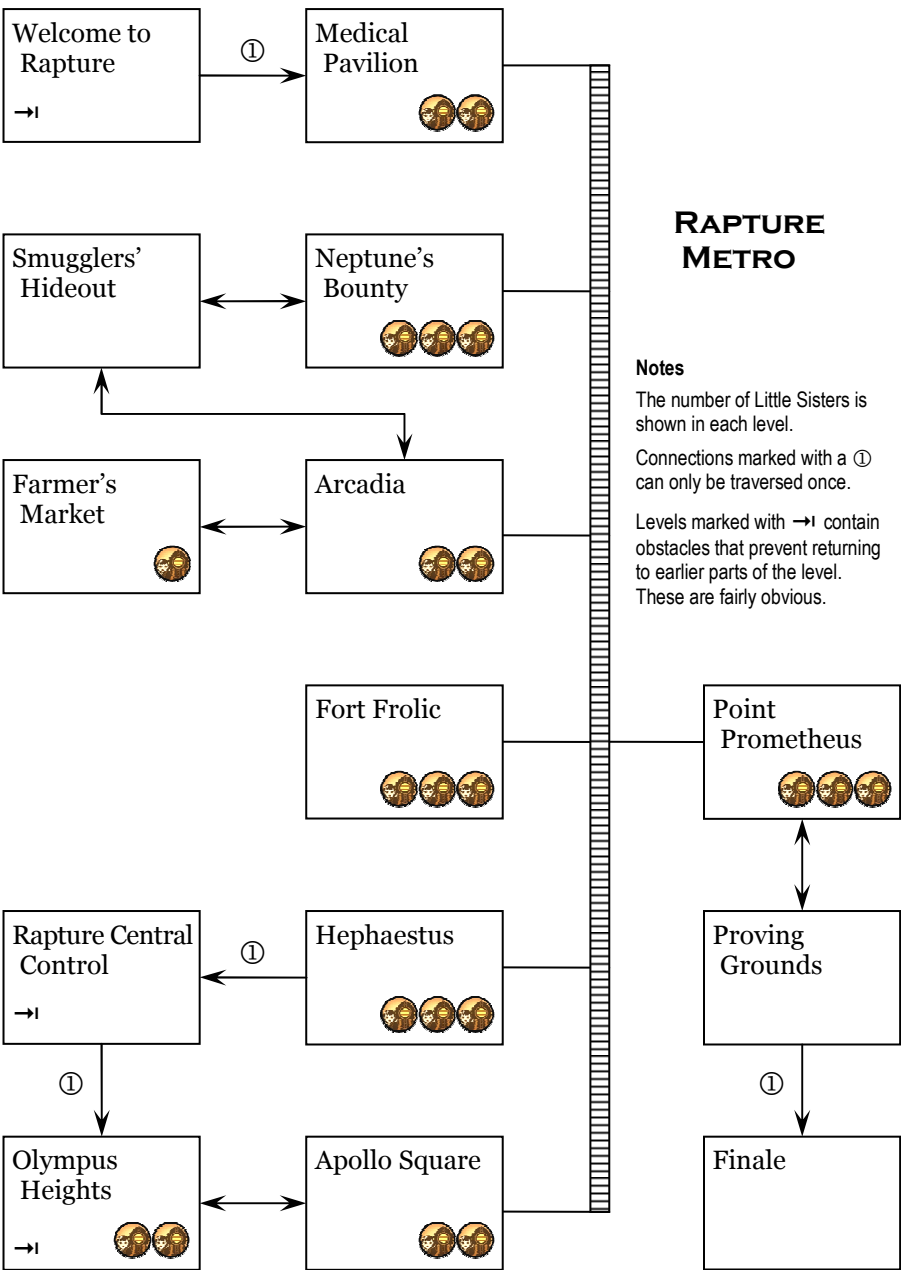 Welcome to
Rapture
→ı
①
Medical
Pavilion
RAPTURE
METRO
Smugglers’
Hideout
Neptune’s
Bounty
Notes
The number of Little Sisters is
shown in each level.
Connections marked with a ①
can only be traversed once.
Levels marked with →ı contain
obstacles that prevent returning
to earlier parts of the level.
These are fairly obvious.
Farmer’s
Market
Arcadia
Fort Frolic
Point
Prometheus
Rapture Central
Control
→ı
①
Hephaestus
Proving
Grounds
①
①
Olympus
Heights
→ı
Apollo Square
Finale